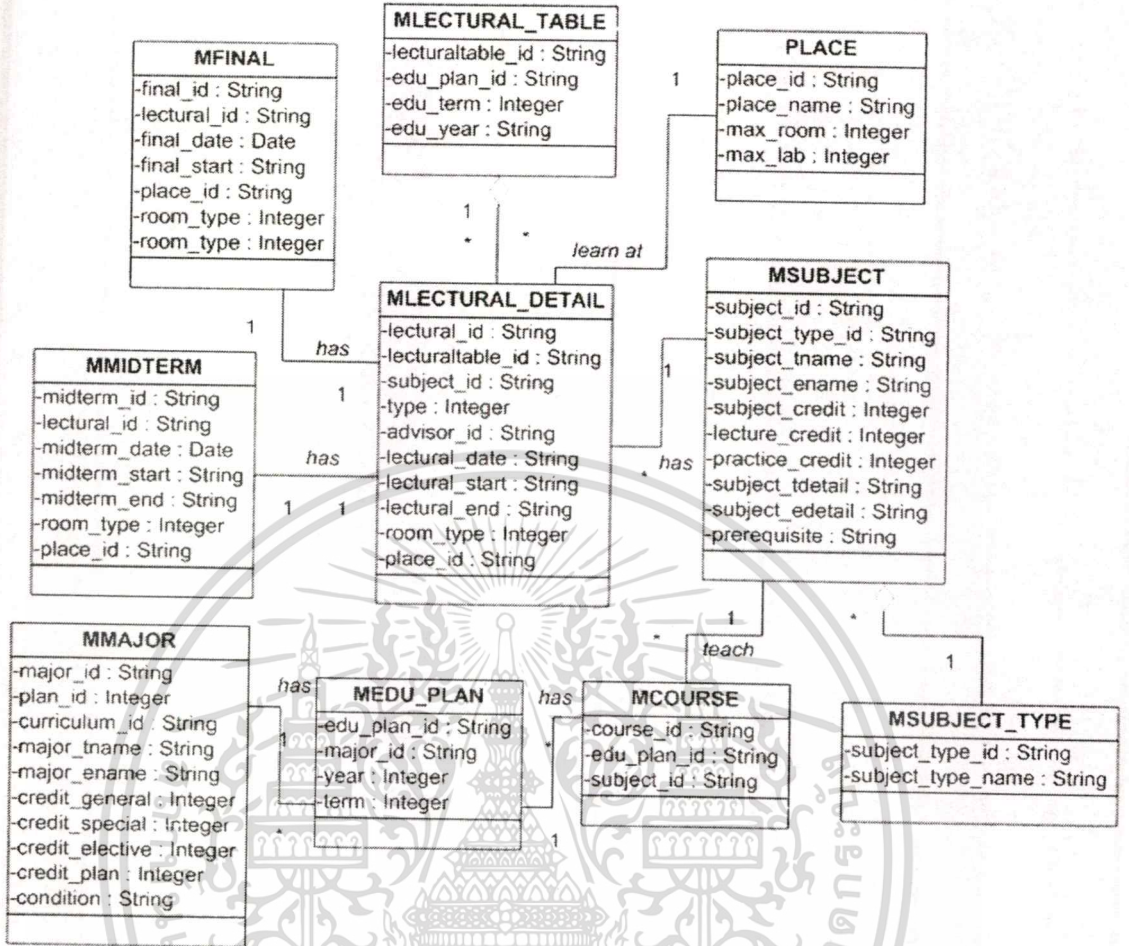 MLECTURAL_TABLE
-lecturaltable_id : String
-edu_plan_id : String
-edu_term : Integer
-edu_year : String
MFINAL
-final_id : String
-lectural_id : String
-final_date : Date
-final_start : String
-place_id : String
-room_type : Integer
-room_type : Integer
PLACE
-place_id : String
-place_name : String
-max_room : Integer
-max_lab : Integer
1
1
*
*
learn at
MLECTURAL_DETAIL
-lectural_id : String
-lecturaltable_id : String
-subject_id : String
-type : Integer
-advisor_id : String
-lectural_date : String
-lectural_start : String
-lectural_end : String
-room_type : Integer
-place_id : String
MSUBJECT
-subject_id : String
-subject_type_id : String
-subject_tname : String
-subject_ename : String
-subject_credit : Integer
-lecture_credit : Integer
-practice_credit : Integer
-subject_tdetail : String
-subject_edetail : String
-prerequisite : String
1
has
1
1
* has
MMIDTERM
-midterm_id : String
-lectural_id : String
-midterm_date : Date
-midterm_start : String
-midterm_end : String
-room_type : Integer
-place_id : String
has
1 1
1
*
teach
*
1
MMAJOR
-major_id : String
-plan_id : Integer
-curriculum_id : String
-major_tname : String
-major_ename : String
-credit_general : Integer
-credit_special : Integer
-credit_elective : Integer
-credit_plan : Integer
-condition : String
has
1
*
MEDU_PLAN
-edu_plan_id : String
-major_id : String
-year : Integer
-term : Integer
has
*
1
MCOURSE
-course_id : String
-edu_plan_id : String
-subject_id : String
MSUBJECT_TYPE
-subject_type_id : String
-subject_type_name : String